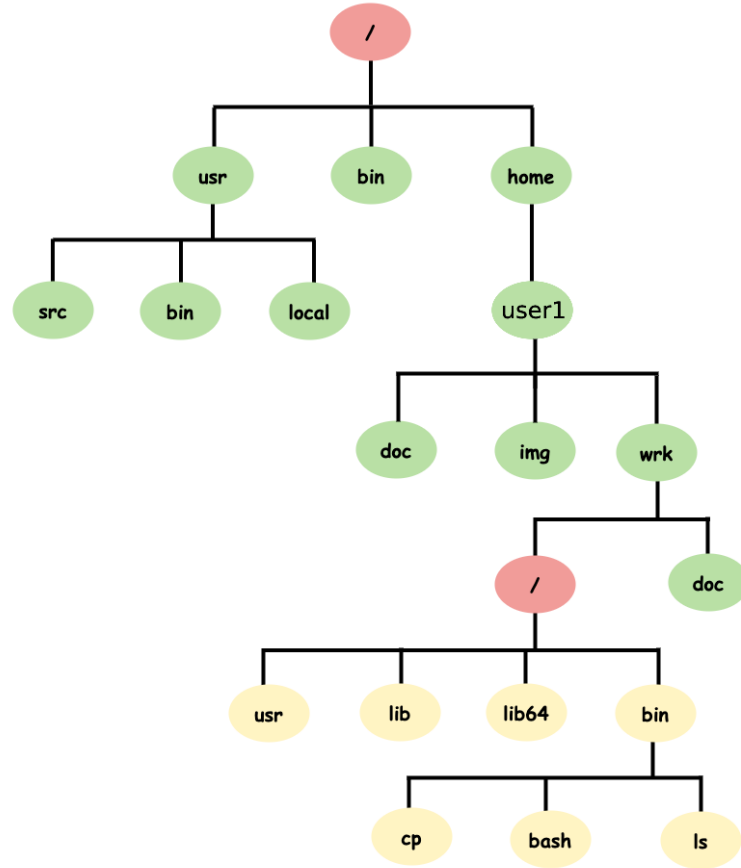 /
usr
bin
home
src
bin
local
user1
doc
img
wrk
/
doc
usr
lib
lib64
bin
cp
bash
ls